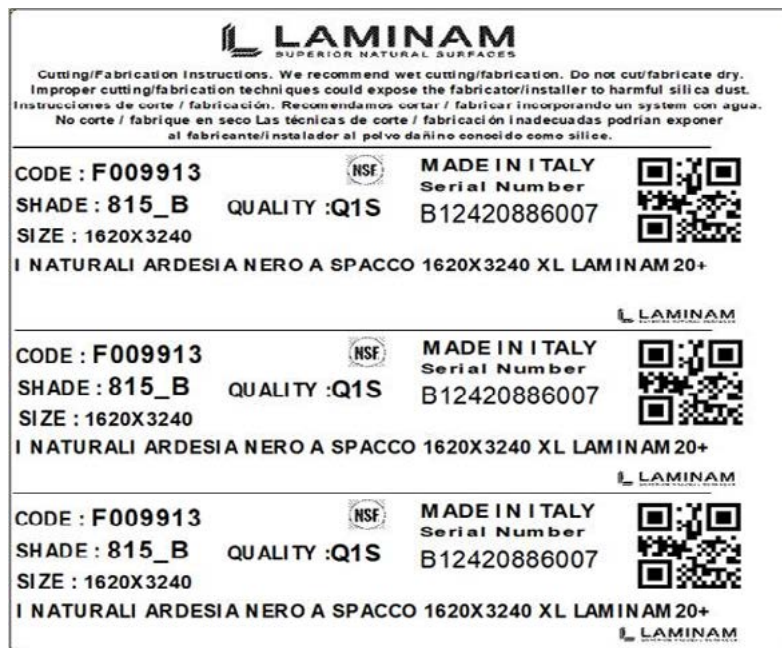 LAMINAM
SUPERIOR NATURAL SURFACES
Cutting/Fabrication Instructions. We recommend wet cutting/fabrication. Do not cut/fabricate dry.
Improper cutting/fabrication techniques could expose the fabricator/installer to harmful silica dust.
Instrucciones de corte / fabricación. Recomendamos cortar / fabricar incorporando un system con agua.
No corte / fabrique en seco Las técnicas de corte / fabricación inadecuadas podrían exponer
al fabricante/instalador al polvo dañino conocido como sílice.
CODE : F009913 NSF MADE IN ITALY
Serial Number
SHADE : 815_B QUALITY :Q1S B12420886007
SIZE : 1620X3240
I NATURALI ARDESIA NERO A SPACCO 1620X3240 XL LAMINAM 20+
LAMINAM
CODE : F009913 NSF MADE IN ITALY
Serial Number
SHADE : 815_B QUALITY :Q1S B12420886007
SIZE : 1620X3240
I NATURALI ARDESIA NERO A SPACCO 1620X3240 XL LAMINAM 20+
LAMINAM
CODE : F009913 NSF MADE IN ITALY
Serial Number
SHADE : 815_B QUALITY :Q1S B12420886007
SIZE : 1620X3240
I NATURALI ARDESIA NERO A SPACCO 1620X3240 XL LAMINAM 20+
LAMINAM